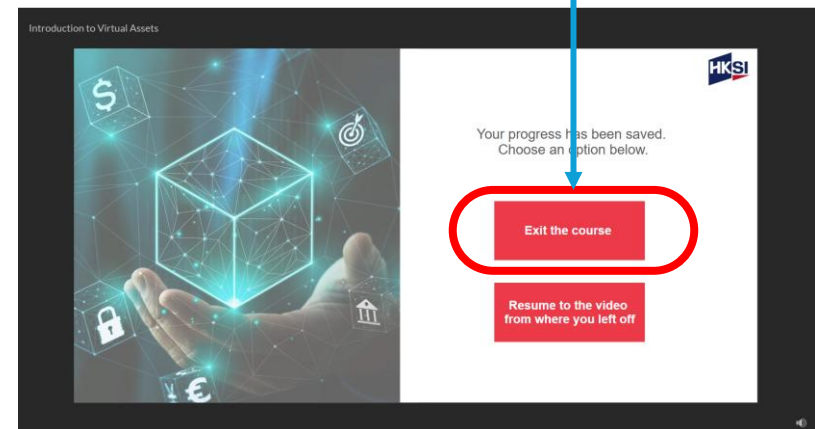 Introduction to Virtual Assets
HKSI
$
Your progress has been saved.
Choose an option below.
Exit the course
Resume to the video
from where you left off
¥ €